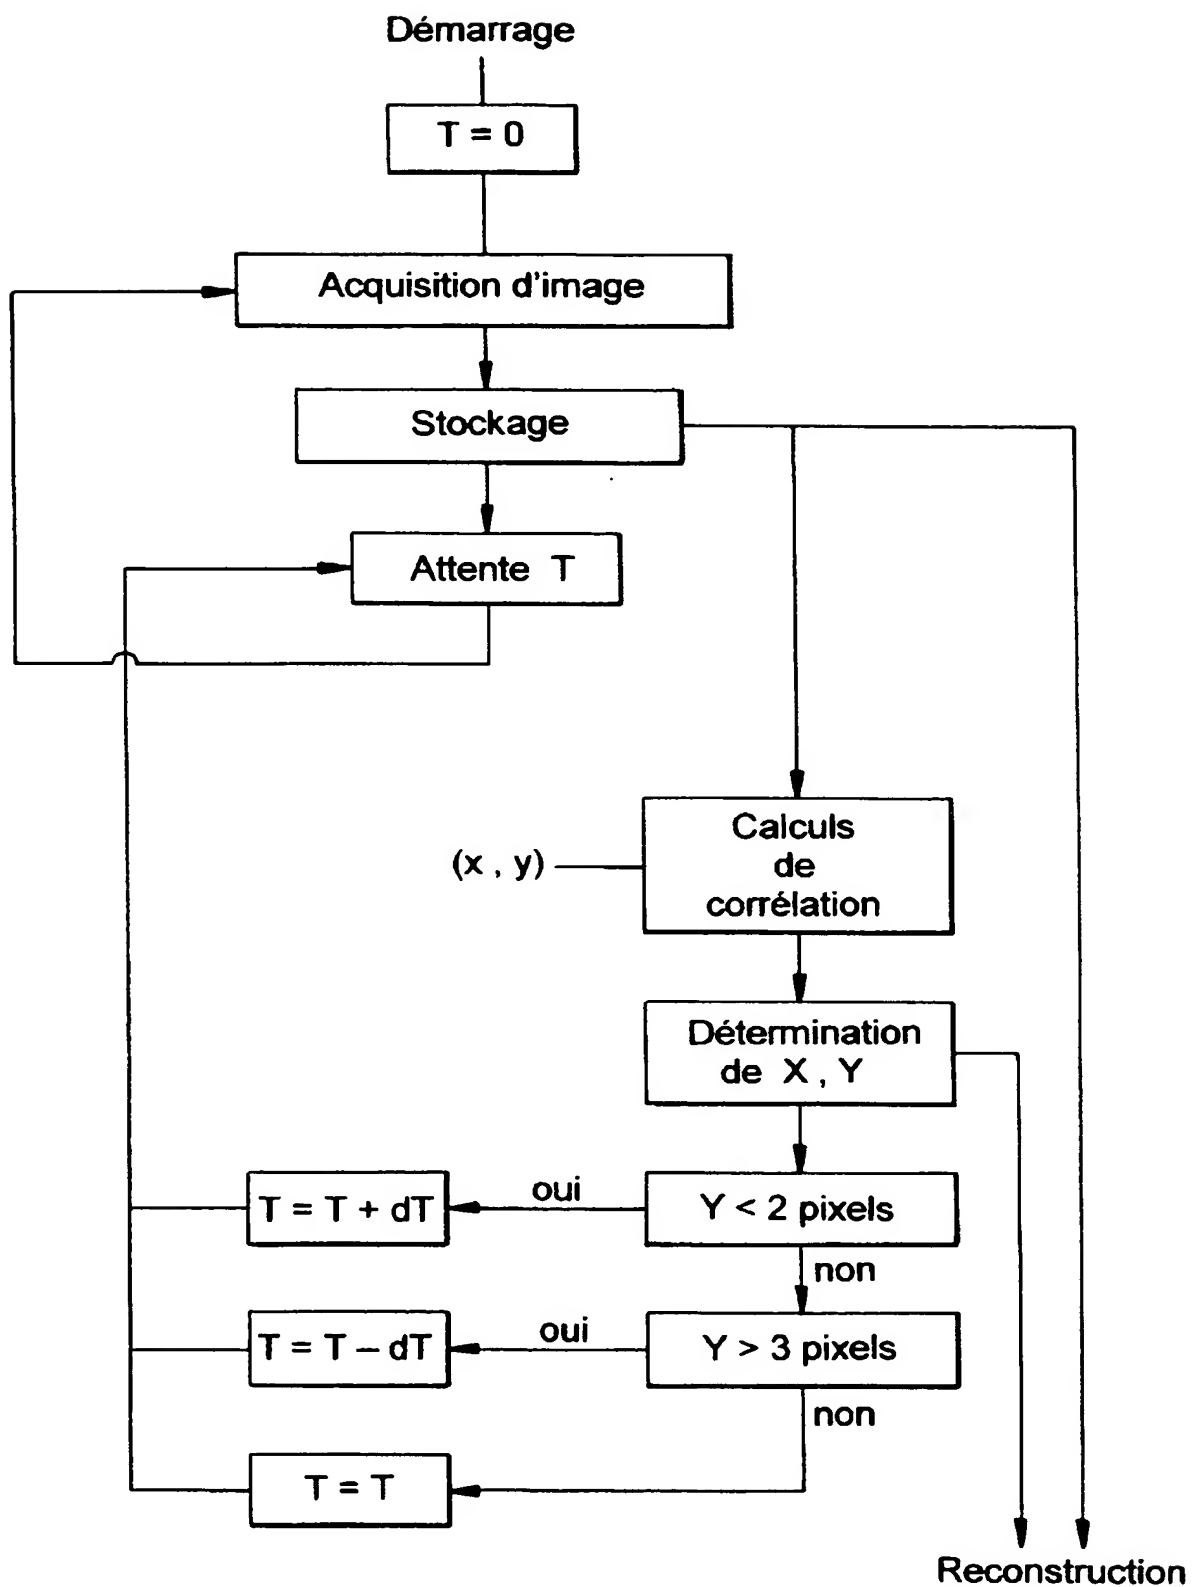 Démarrage
T = 0
Acquisition d'image
Stockage
Attente T
Calculs
de
corrélation
(x , y)
Détermination
de X , Y
Y < 2 pixels
oui
T = T + dT
non
Y > 3 pixels
oui
T = T – dT
non
T = T
Reconstruction